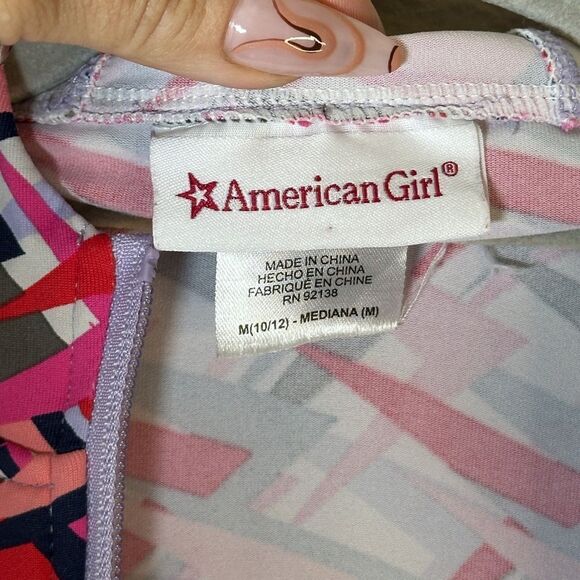 American Girl®
MADE IN CHINA
HECHO EN CHINA
FABRIQUÉ EN CHINE
RN 92138
M(10/12) - MEDIANA (M)